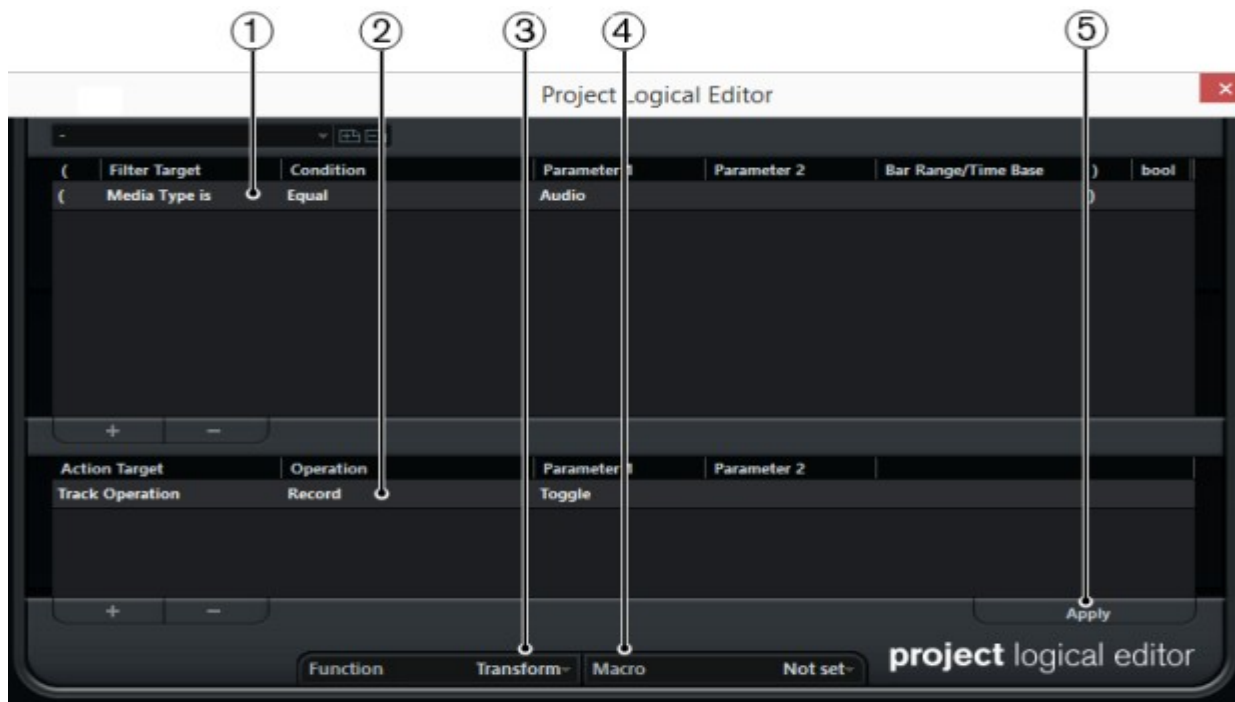 ① ② ③ ④ ⑤
Project Logical Editor
-
( Filter Target Condition Parameter 1 Parameter 2 Bar Range/Time Base ) bool
( Media Type is Equal Audio )
+ −
Action Target Operation Parameter 1 Parameter 2
Track Operation Record Toggle
+ − Apply
Function Transform Macro Not set
project logical editor